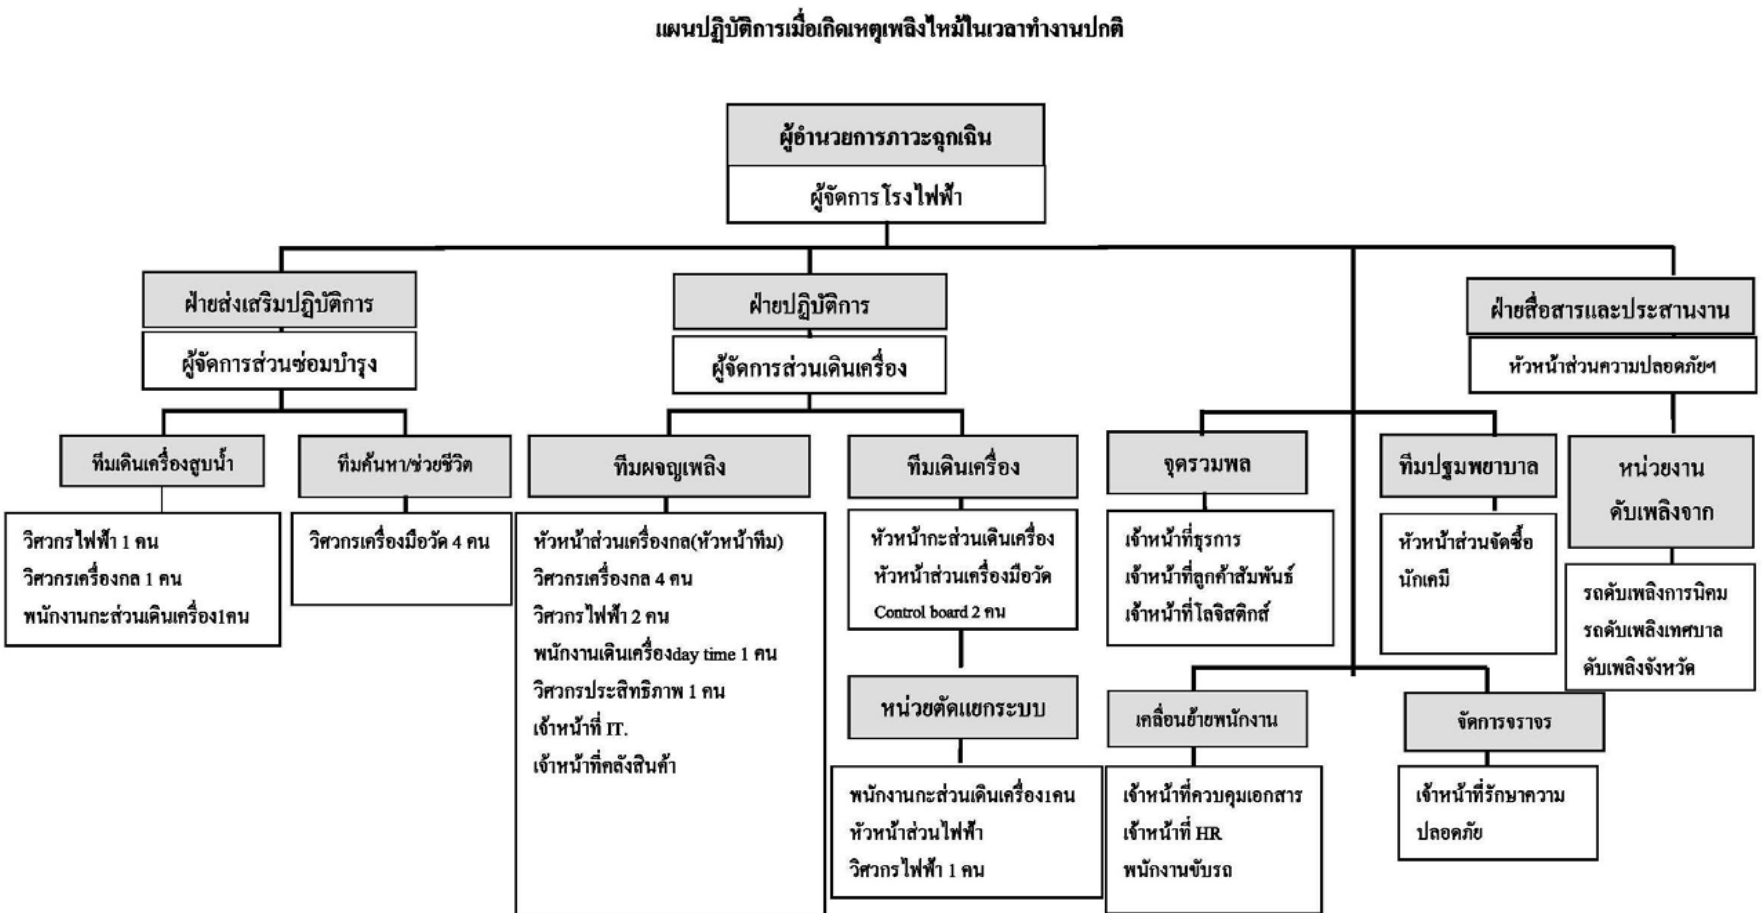 แผนปฏิบัติการเมื่อเกิดเหตุเพลิงไหม้ในเวลาทำงานปกติ
ผู้อำนวยการภาวะฉุกเฉิน
ผู้จัดการโรงไฟฟ้า
ฝ่ายส่งเสริมปฏิบัติการ
ผู้จัดการส่วนซ่อมบำรุง
ฝ่ายปฏิบัติการ
ผู้จัดการส่วนเดินเครื่อง
ฝ่ายสื่อสารและประสานงาน
หัวหน้าส่วนความปลอดภัยฯ
ทีมเดินเครื่องสูบน้ำ
วิศวกรไฟฟ้า 1 คน
วิศวกรเครื่องกล 1 คน
พนักงานกะส่วนเดินเครื่อง1คน
ทีมค้นหา/ช่วยชีวิต
วิศวกรเครื่องมือวัด 4 คน
ทีมผจญเพลิง
หัวหน้าส่วนเครื่องกล(หัวหน้าทีม)
วิศวกรเครื่องกล 4 คน
วิศวกรไฟฟ้า 2 คน
พนักงานเดินเครื่องday time 1 คน
วิศวกรประสิทธิภาพ 1 คน
เจ้าหน้าที่ IT.
เจ้าหน้าที่คลังสินค้า
ทีมเดินเครื่อง
หัวหน้ากะส่วนเดินเครื่อง
หัวหน้าส่วนเครื่องมือวัด
Control board 2 คน
หน่วยตัดแยกระบบ
พนักงานกะส่วนเดินเครื่อง1คน
หัวหน้าส่วนไฟฟ้า
วิศวกรไฟฟ้า 1 คน
จุดรวมพล
เจ้าหน้าที่ธุรการ
เจ้าหน้าที่ลูกค้าสัมพันธ์
เจ้าหน้าที่โลจิสติกส์
ทีมปฐมพยาบาล
หัวหน้าส่วนจัดซื้อ
นักเคมี
เคลื่อนย้ายพนักงาน
เจ้าหน้าที่ควบคุมเอกสาร
เจ้าหน้าที่ HR
พนักงานขับรถ
จัดการจราจร
เจ้าหน้าที่รักษาความ
ปลอดภัย
หน่วยงาน
ดับเพลิงจาก
รถดับเพลิงการนิคม
รถดับเพลิงเทศบาล
ดับเพลิงจังหวัด